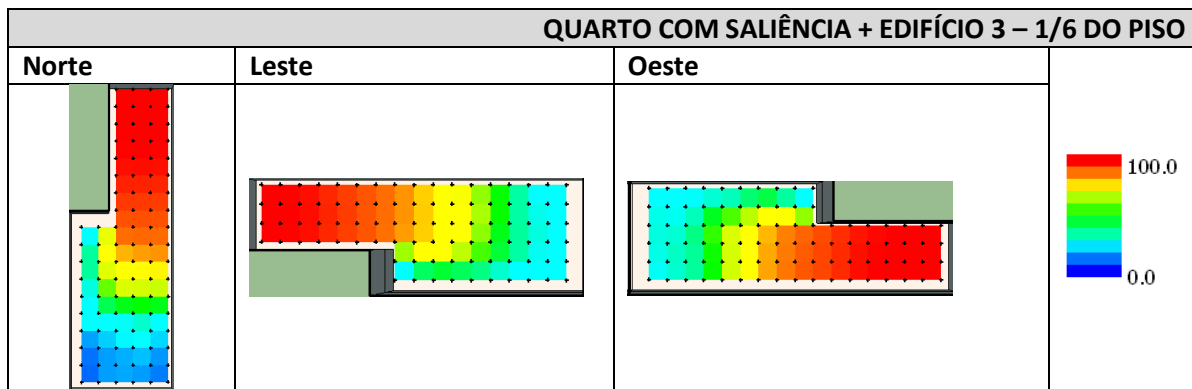 QUARTO COM SALIÊNCIA + EDIFÍCIO 3 – 1/6 DO PISO
Norte
Leste
Oeste
100.0
0.0